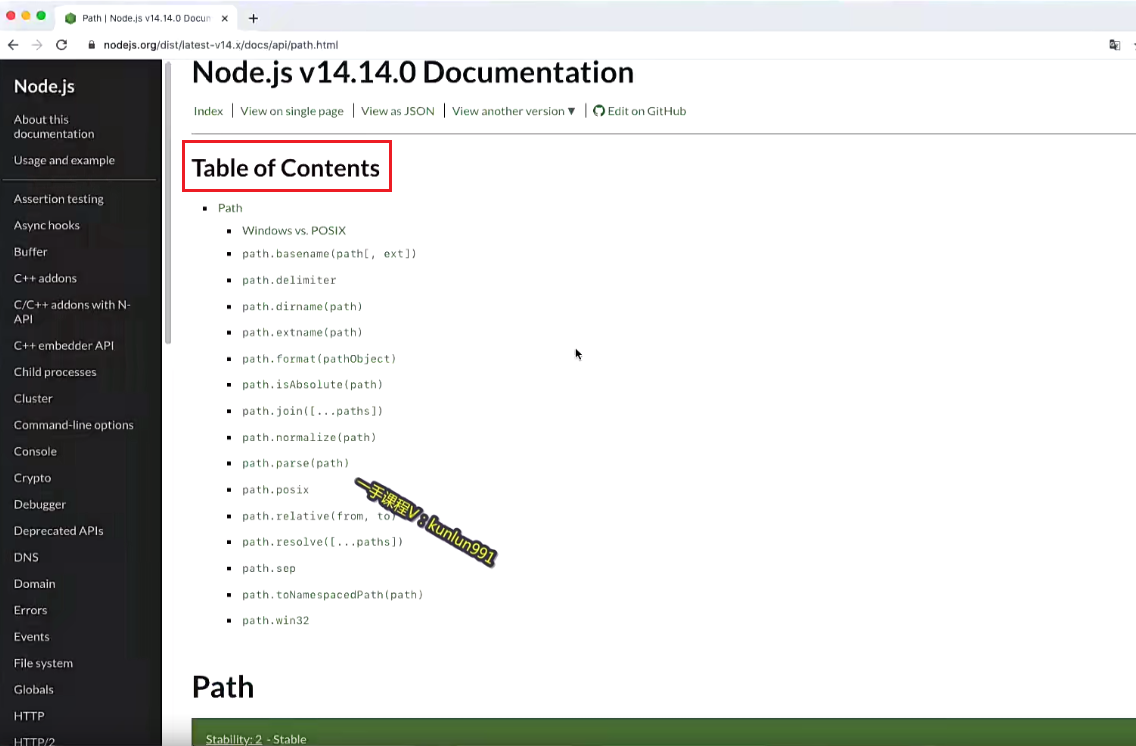 Path | Node.js v14.14.0 Docun
nodejs.org/dist/latest-v14.x/docs/api/path.html
Node.js
About this
documentation
Usage and example
Assertion testing
Async hooks
Buffer
C++ addons
C/C++ addons with N-
API
C++ embedder API
Child processes
Cluster
Command-line options
Console
Crypto
Debugger
Deprecated APIs
DNS
Domain
Errors
Events
File system
Globals
HTTP
HTTP/2
Node.js v14.14.0 Documentation
Index | View on single page | View as JSON | View another version ▼ | Edit on GitHub
Table of Contents
Path
Windows vs. POSIX
path.basename(path[, ext])
path.delimiter
path.dirname(path)
path.extname(path)
path.format(pathObject)
path.isAbsolute(path)
path.join([...paths])
path.normalize(path)
path.parse(path)
path.posix
path.relative(from, to)
path.resolve([...paths])
path.sep
path.toNamespacedPath(path)
path.win32
一手课程V：kunlun991
Path
Stability: 2 - Stable